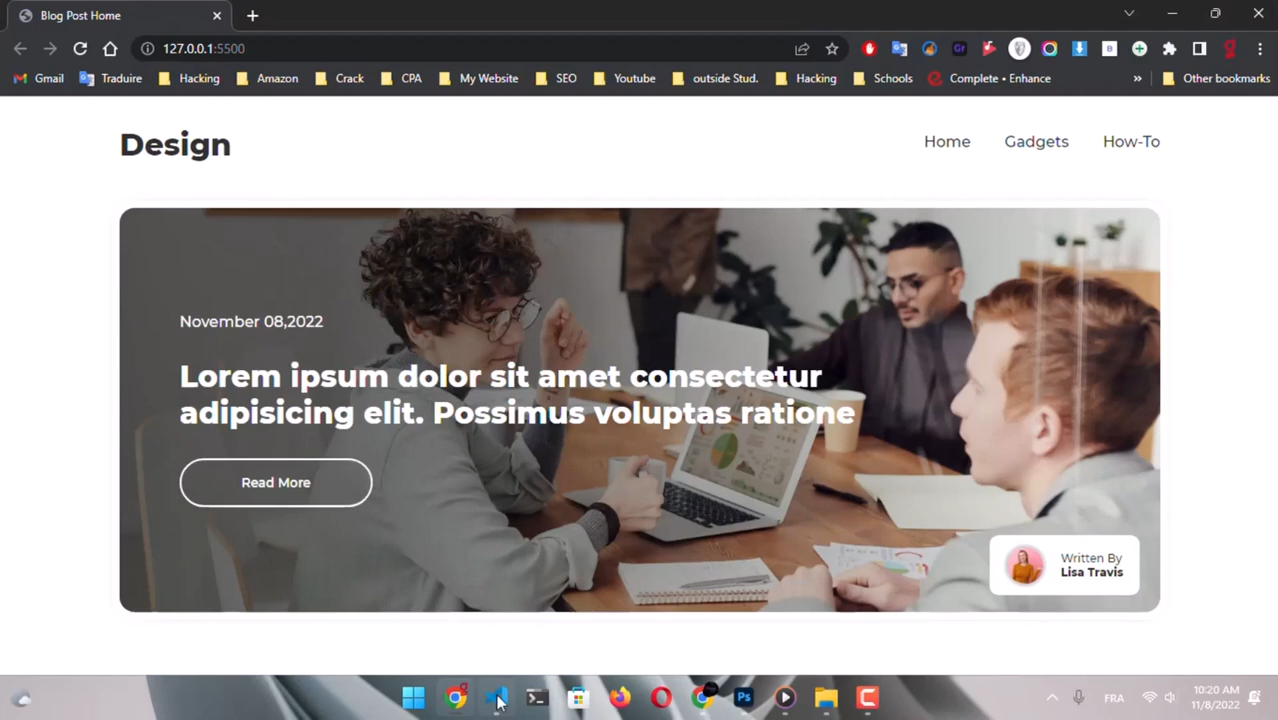 Blog Post Home
127.0.0.1:5500
Gmail Traduire Hacking Amazon Crack CPA My Website SEO Youtube outside Stud. Hacking Schools Complete • Enhance » Other bookmarks
Design
Home Gadgets How-To
November 08,2022
Lorem ipsum dolor sit amet consectetur
adipisicing elit. Possimus voluptas ratione
Read More
Written By
Lisa Travis
FRA
10:20 AM
11/8/2022